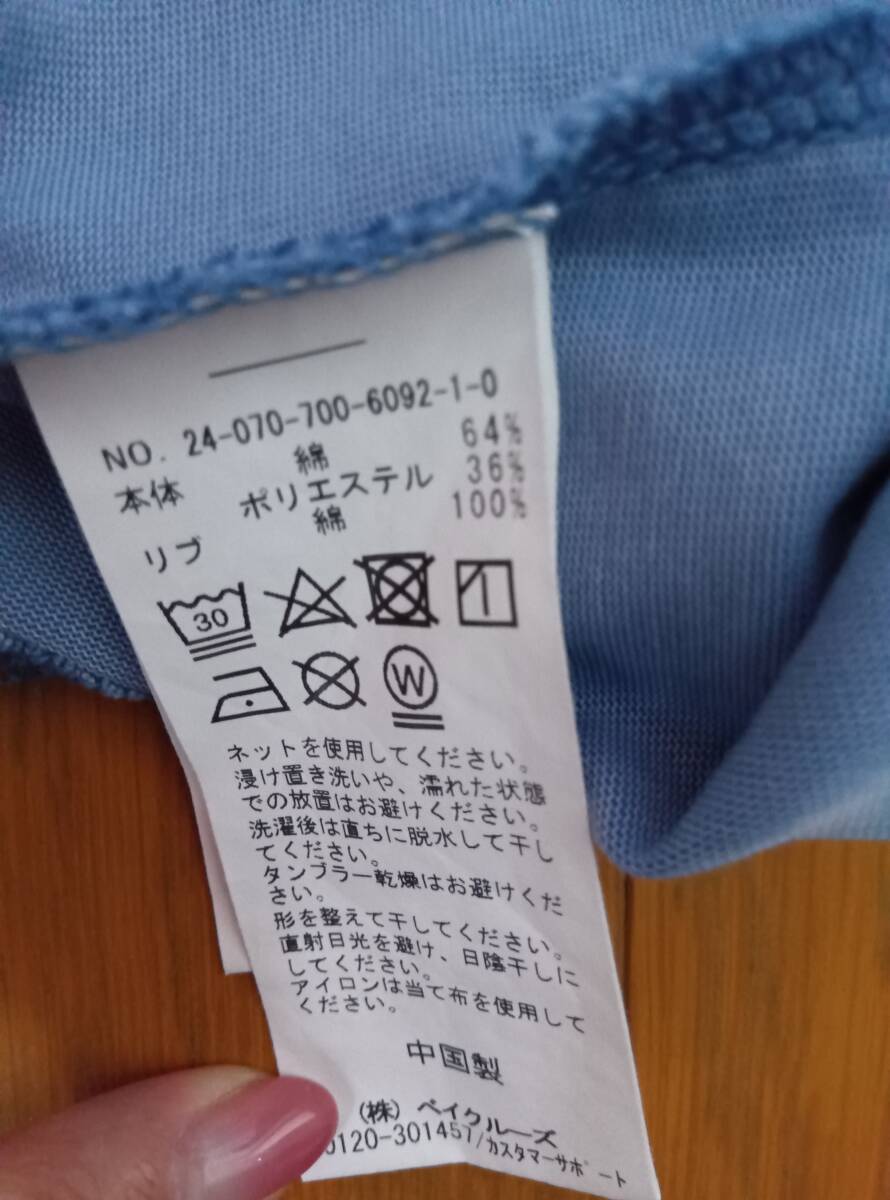 NO. 24-070-700-6092-1-0
本体 綿 64%
ポリエステル 36%
リブ 綿 100%
30
W
ネットを使用してください。
浸け置き洗いや、濡れた状態
での放置はお避けください。
洗濯後は直ちに脱水して干し
てください。
タンブラー乾燥はお避けくだ
さい。
形を整えて干してください。
直射日光を避け、日陰干しに
してください。
アイロンは当て布を使用して
ください。
中国製
(株) ベイクルーズ
0120-301457/カスタマーサポート